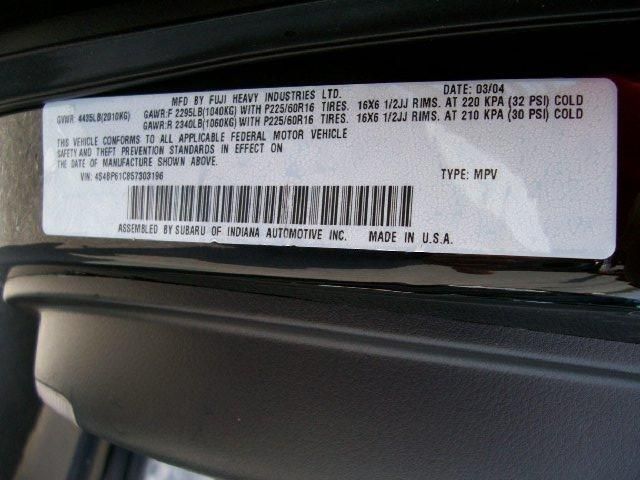 MFD BY FUJI HEAVY INDUSTRIES LTD. DATE: 03/04
GVWR: 4435LB(2010KG) GAWR:F 2295LB(1040KG) WITH P225/60R16 TIRES. 16X6 1/2JJ RIMS. AT 220 KPA (32 PSI) COLD
GAWR:R 2340LB(1060KG) WITH P225/60R16 TIRES. 16X6 1/2JJ RIMS. AT 210 KPA (30 PSI) COLD
THIS VEHICLE CONFORMS TO ALL APPLICABLE FEDERAL MOTOR VEHICLE
SAFETY AND THEFT PREVENTION STANDARDS IN EFFECT ON
THE DATE OF MANUFACTURE SHOWN ABOVE.
VIN: 4S4BP61C857303196 TYPE: MPV
ASSEMBLED BY SUBARU OF INDIANA AUTOMOTIVE INC. MADE IN U.S.A.